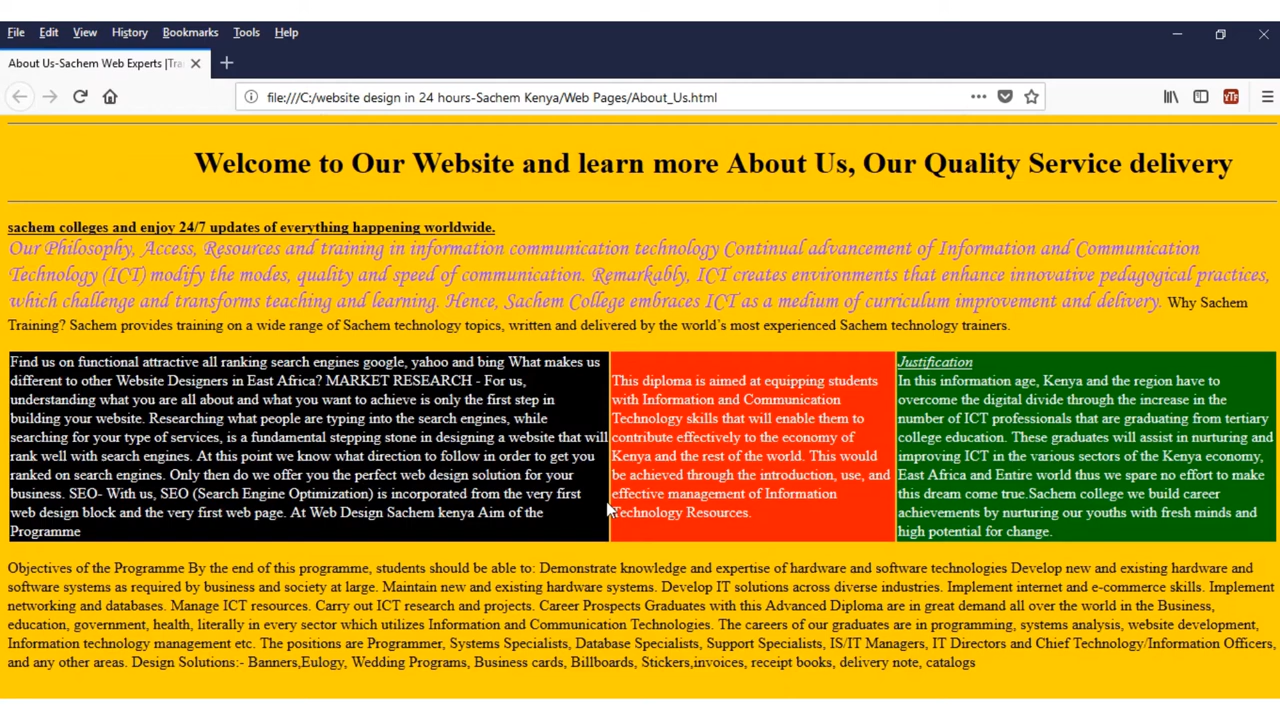 File Edit View History Bookmarks Tools Help
About Us-Sachem Web Experts |Tra
file:///C:/website design in 24 hours-Sachem Kenya/Web Pages/About_Us.html
YTF
Welcome to Our Website and learn more About Us, Our Quality Service delivery
sachem colleges and enjoy 24/7 updates of everything happening worldwide.
Our Philosophy, Access, Resources and training in information communication technology Continual advancement of Information and Communication
Technology (ICT) modify the modes, quality and speed of communication. Remarkably, ICT creates environments that enhance innovative pedagogical practices,
which challenge and transforms teaching and learning. Hence, Sachem College embraces ICT as a medium of curriculum improvement and delivery. Why Sachem
Training? Sachem provides training on a wide range of Sachem technology topics, written and delivered by the world’s most experienced Sachem technology trainers.
Find us on functional attractive all ranking search engines google, yahoo and bing What makes us
different to other Website Designers in East Africa? MARKET RESEARCH - For us,
understanding what you are all about and what you want to achieve is only the first step in
building your website. Researching what people are typing into the search engines, while
searching for your type of services, is a fundamental stepping stone in designing a website that will
rank well with search engines. At this point we know what direction to follow in order to get you
ranked on search engines. Only then do we offer you the perfect web design solution for your
business. SEO- With us, SEO (Search Engine Optimization) is incorporated from the very first
web design block and the very first web page. At Web Design Sachem kenya Aim of the
Programme
This diploma is aimed at equipping students
with Information and Communication
Technology skills that will enable them to
contribute effectively to the economy of
Kenya and the rest of the world. This would
be achieved through the introduction, use, and
effective management of Information
Technology Resources.
Justification
In this information age, Kenya and the region have to
overcome the digital divide through the increase in the
number of ICT professionals that are graduating from tertiary
college education. These graduates will assist in nurturing and
improving ICT in the various sectors of the Kenya economy,
East Africa and Entire world thus we spare no effort to make
this dream come true.Sachem college we build career
achievements by nurturing our youths with fresh minds and
high potential for change.
Objectives of the Programme By the end of this programme, students should be able to: Demonstrate knowledge and expertise of hardware and software technologies Develop new and existing hardware and
software systems as required by business and society at large. Maintain new and existing hardware systems. Develop IT solutions across diverse industries. Implement internet and e-commerce skills. Implement
networking and databases. Manage ICT resources. Carry out ICT research and projects. Career Prospects Graduates with this Advanced Diploma are in great demand all over the world in the Business,
education, government, health, literally in every sector which utilizes Information and Communication Technologies. The careers of our graduates are in programming, systems analysis, website development,
Information technology management etc. The positions are Programmer, Systems Specialists, Database Specialists, Support Specialists, IS/IT Managers, IT Directors and Chief Technology/Information Officers,
and any other areas. Design Solutions:- Banners,Eulogy, Wedding Programs, Business cards, Billboards, Stickers,invoices, receipt books, delivery note, catalogs